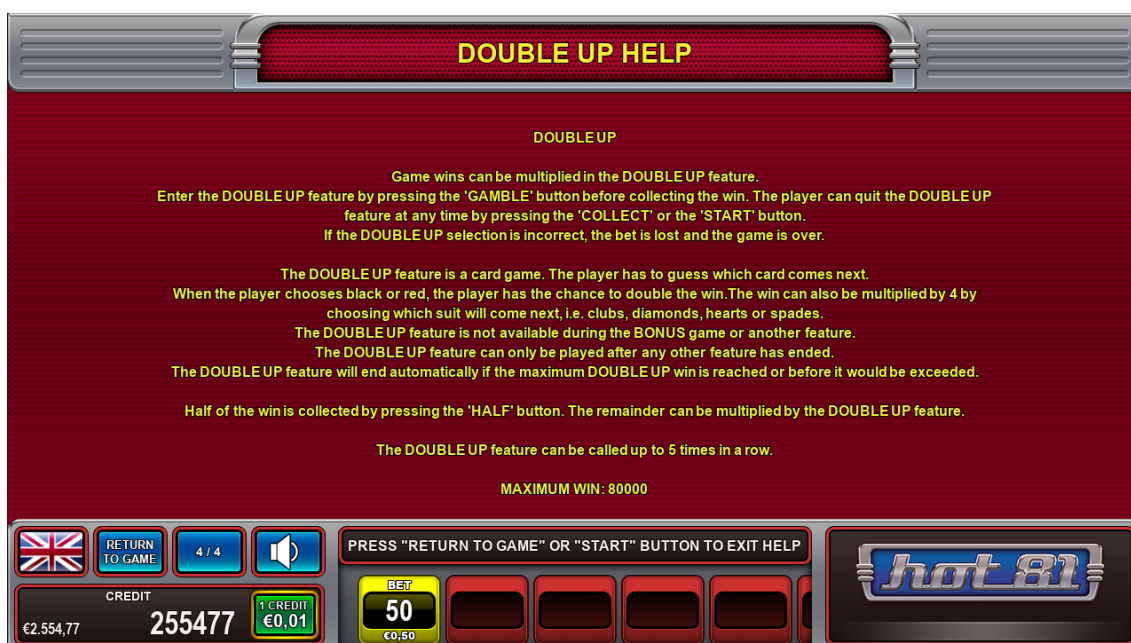 DOUBLE UP HELP
DOUBLE UP
Game wins can be multiplied in the DOUBLE UP feature.
Enter the DOUBLE UP feature by pressing the 'GAMBLE' button before collecting the win. The player can quit the DOUBLE UP
feature at any time by pressing the 'COLLECT' or the 'START' button.
If the DOUBLE UP selection is incorrect, the bet is lost and the game is over.
The DOUBLE UP feature is a card game. The player has to guess which card comes next.
When the player chooses black or red, the player has the chance to double the win.The win can also be multiplied by 4 by
choosing which suit will come next, i.e. clubs, diamonds, hearts or spades.
The DOUBLE UP feature is not available during the BONUS game or another feature.
The DOUBLE UP feature can only be played after any other feature has ended.
The DOUBLE UP feature will end automatically if the maximum DOUBLE UP win is reached or before it would be exceeded.
Half of the win is collected by pressing the 'HALF' button. The remainder can be multiplied by the DOUBLE UP feature.
The DOUBLE UP feature can be called up to 5 times in a row.
MAXIMUM WIN: 80000
RETURN
TO GAME
4 / 4
PRESS "RETURN TO GAME" OR "START" BUTTON TO EXIT HELP
CREDIT
€2.554,77
255477
1 CREDIT
€0,01
BET
50
€0,50
hot 81